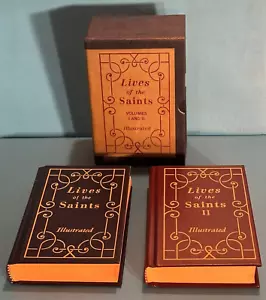 Lives
of the
Saints
VOLUMES
I AND II
Illustrated
Lives
of the
Saints
Illustrated
Lives
of the
Saints
II
Illustrated